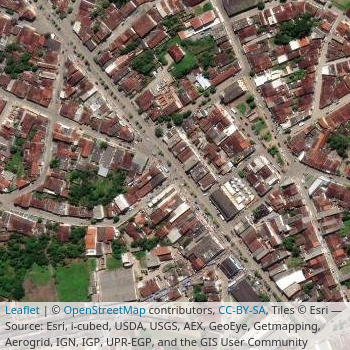 Leaflet | © OpenStreetMap contributors, CC-BY-SA, Tiles © Esri —
Source: Esri, i-cubed, USDA, USGS, AEX, GeoEye, Getmapping,
Aerogrid, IGN, IGP, UPR-EGP, and the GIS User Community